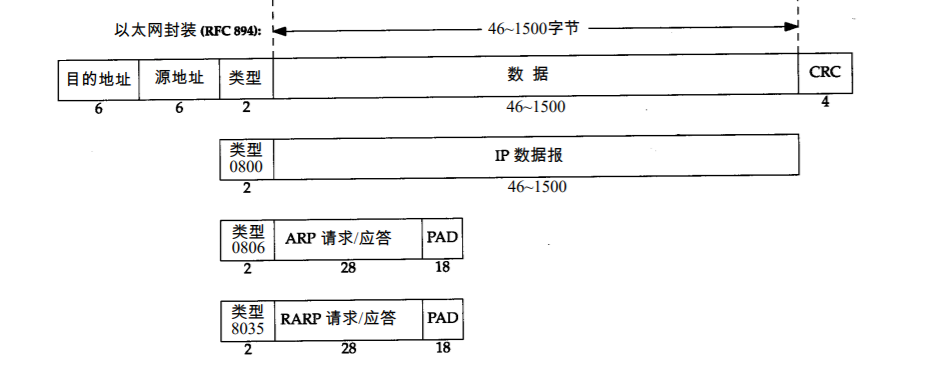 以太网封装 (RFC 894): 46~1500字节
目的地址 源地址 类型 数 据 CRC
6 6 2 46~1500 4
类型 IP 数据报
0800
2 46~1500
类型 ARP 请求/应答 PAD
0806
2 28 18
类型 RARP 请求/应答 PAD
8035
2 28 18